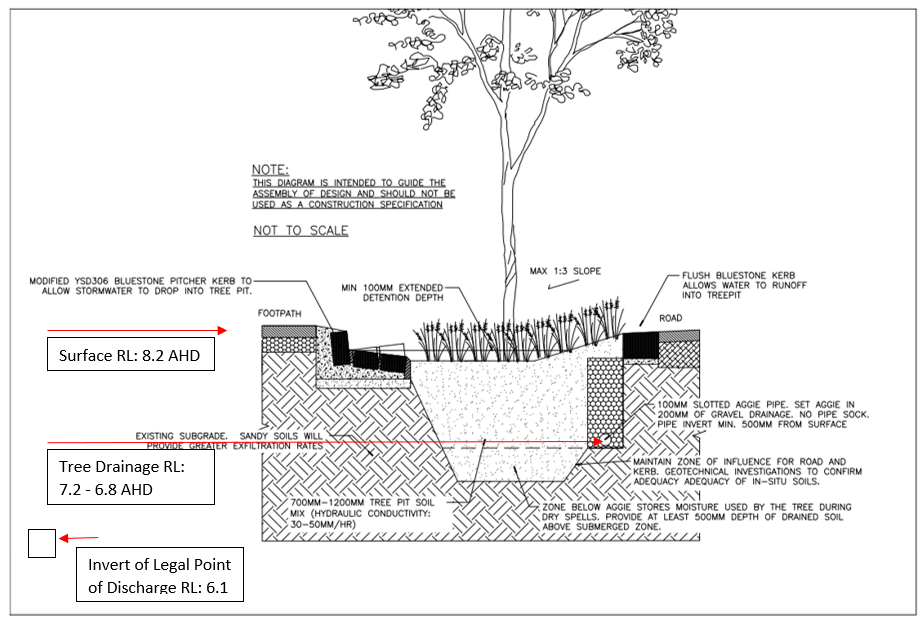 NOTE:
THIS DIAGRAM IS INTENDED TO GUIDE THE
ASSEMBLY OF DESIGN AND SHOULD NOT BE
USED AS A CONSTRUCTION SPECIFICATION
NOT TO SCALE
MODIFIED YSD306 BLUESTONE PITCHER KERB TO
ALLOW STORMWATER TO DROP INTO TREE PIT.
MIN 100MM EXTENDED
DETENTION DEPTH
MAX 1:3 SLOPE
FLUSH BLUESTONE KERB
ALLOWS WATER TO RUNOFF
INTO TREEPIT
FOOTPATH
ROAD
Surface RL: 8.2 AHD
100MM SLOTTED AGGIE PIPE. SET AGGIE IN
200MM OF GRAVEL DRAINAGE. NO PIPE SOCK.
PIPE INVERT MIN. 500MM FROM SURFACE
EXISTING SUBGRADE. SANDY SOILS WILL
PROVIDE GREATER EXFILTRATION RATES
Tree Drainage RL:
7.2 - 6.8 AHD
MAINTAIN ZONE OF INFLUENCE FOR ROAD AND
KERB. GEOTECHNICAL INVESTIGATIONS TO CONFIRM
ADEQUACY ADEQUACY OF IN-SITU SOILS.
700MM-1200MM TREE PIT SOIL
MIX (HYDRAULIC CONDUCTIVITY:
30-50MM/HR)
ZONE BELOW AGGIE STORES MOISTURE USED BY THE TREE DURING
DRY SPELLS. PROVIDE AT LEAST 500MM DEPTH OF DRAINED SOIL
ABOVE SUBMERGED ZONE.
Invert of Legal Point
of Discharge RL: 6.1